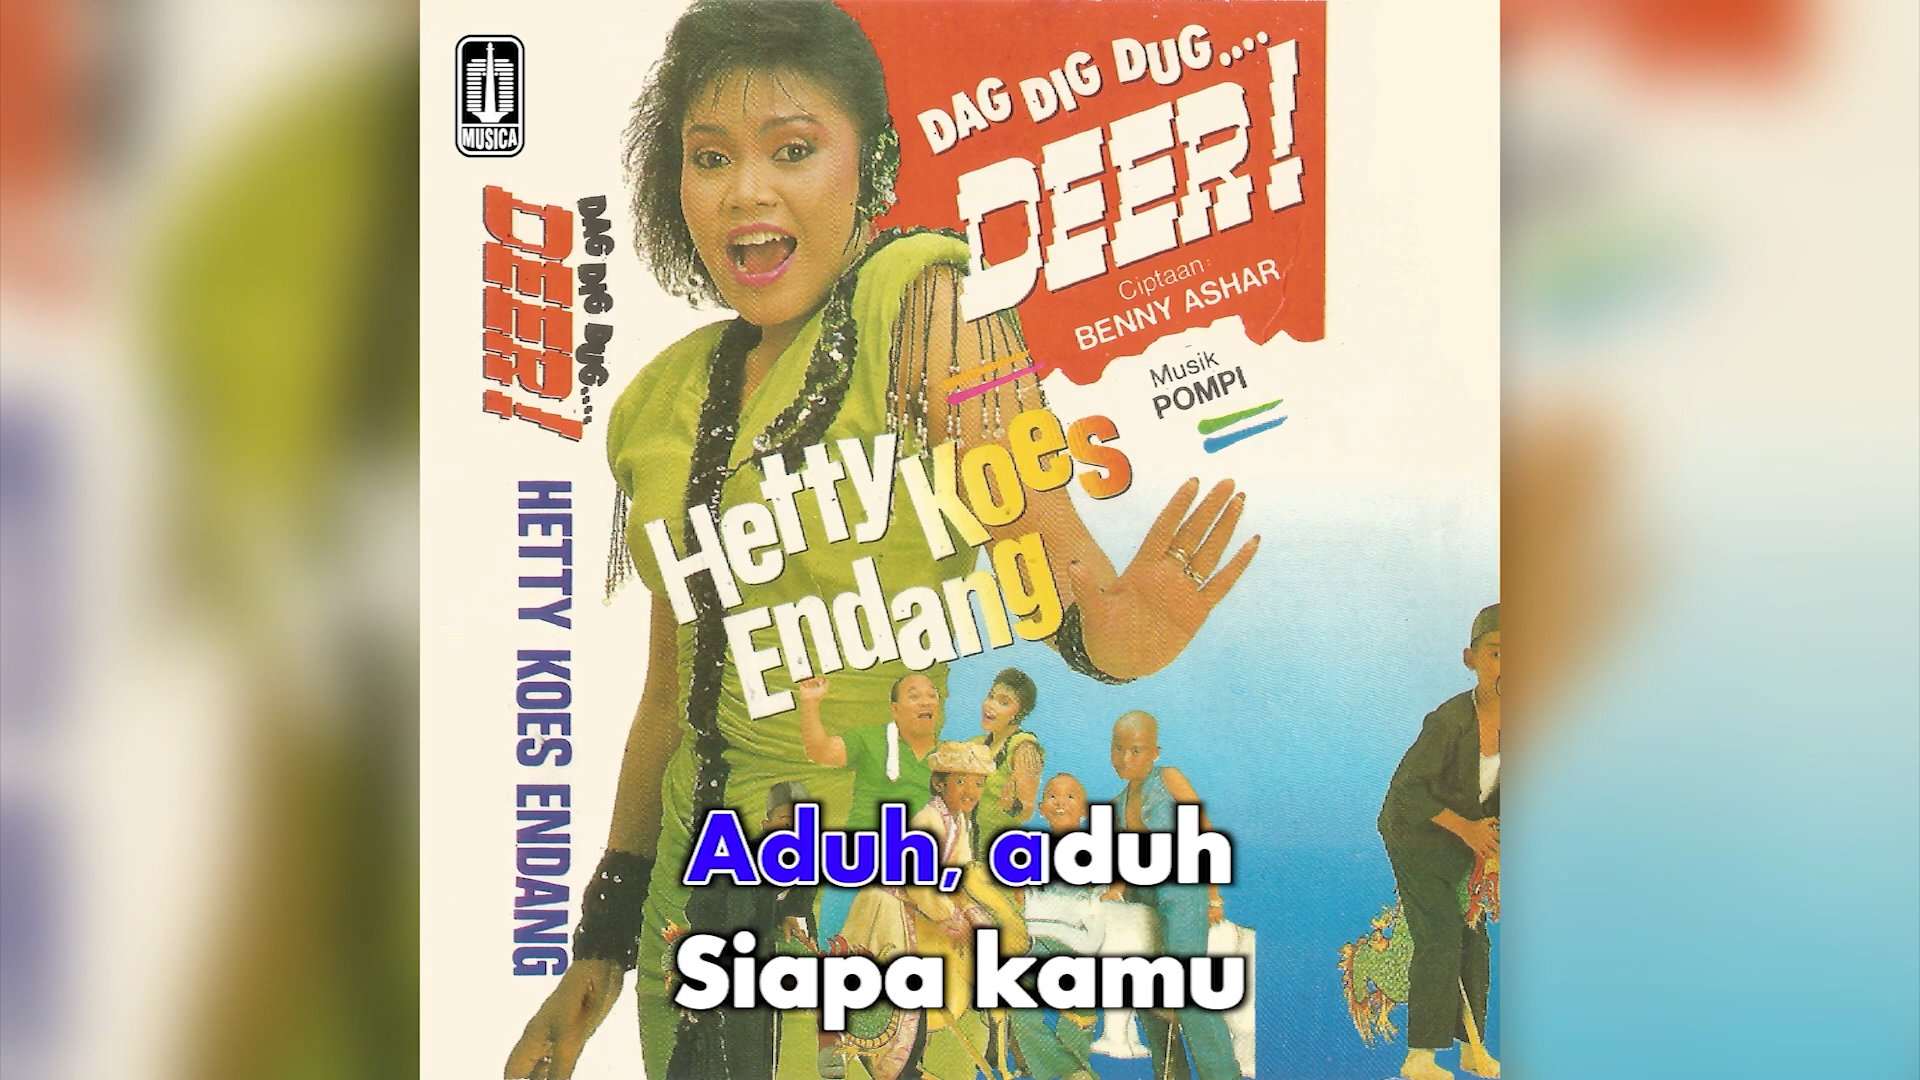 MUSICA
DAG DIG DUG.....
DEER!
HETTY KOES ENDANG
DAG DIG DUG....
DEER!
Ciptaan:
BENNY ASHAR
Musik
POMPI
Hetty Koes
Endang
Aduh, aduh
Siapa kamu